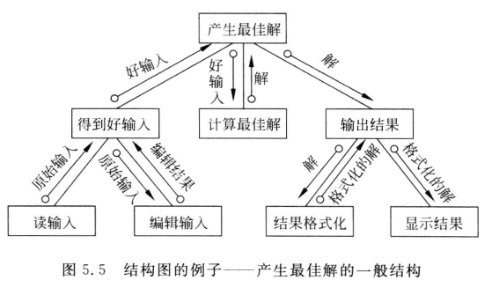 产生最佳解
好输入
好输入
解
解
得到好输入
计算最佳解
输出结果
原始输入
原始输入
编辑结果
解
格式化的解
格式化的解
读输入
编辑输入
结果格式化
显示结果
图 5.5 结构图的例子——产生最佳解的一般结构